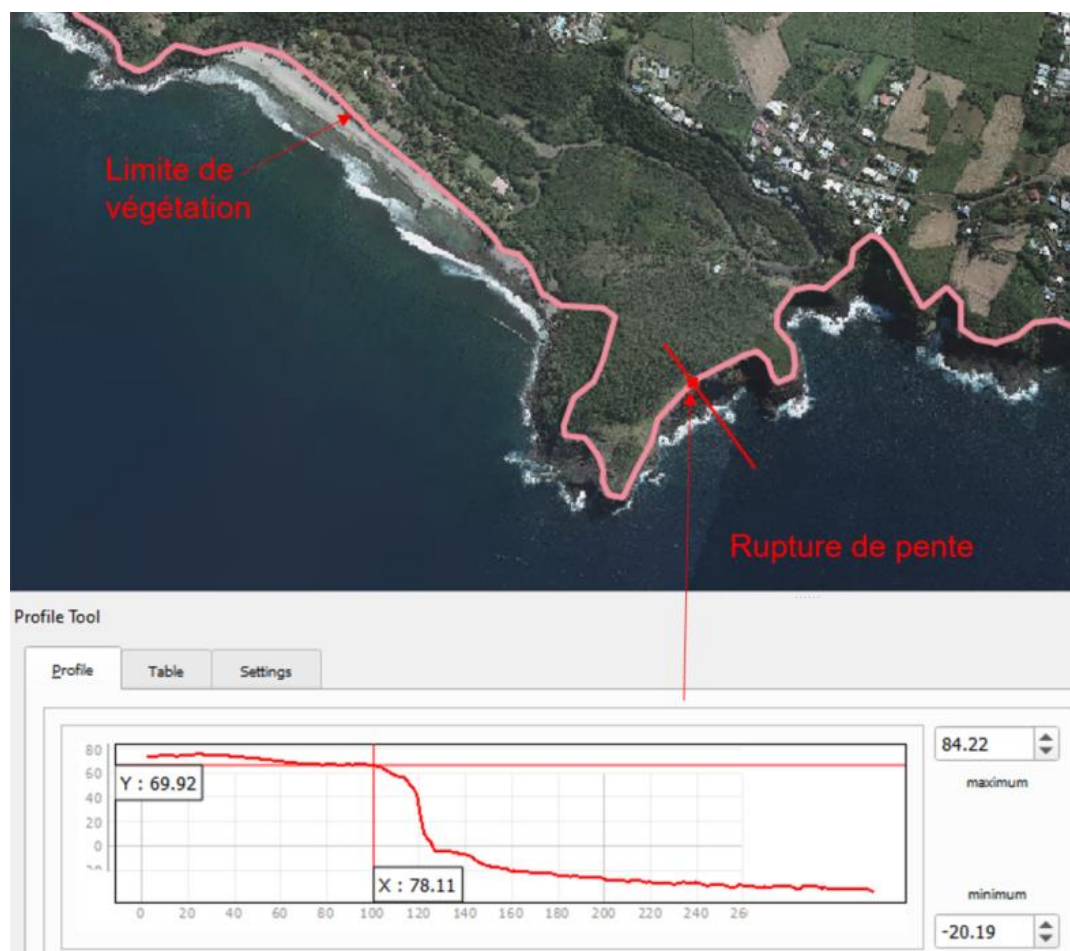 Limite de
végétation
Rupture de pente
Profile Tool
Profile Table Settings
80
60
40
20
0
Y : 69.92
X : 78.11
0 20 40 60 80 100 120 140 160 180 200 220 240 26
84.22
maximum
minimum
-20.19